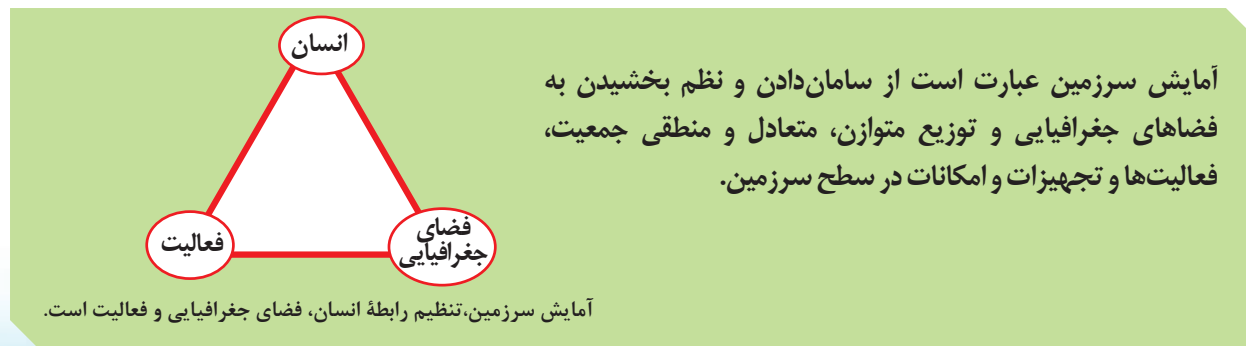 آمایش سرزمین عبارت است از سامان‌دادن و نظم بخشیدن به
فضاهای جغرافیایی و توزیع متوازن، متعادل و منطقی جمعیت،
فعالیت‌ها و تجهیزات و امکانات در سطح سرزمین.
انسان
فضای
جغرافیایی
فعالیت
آمایش سرزمین،تنظیم رابطهٔ انسان، فضای جغرافیایی و فعالیت است.